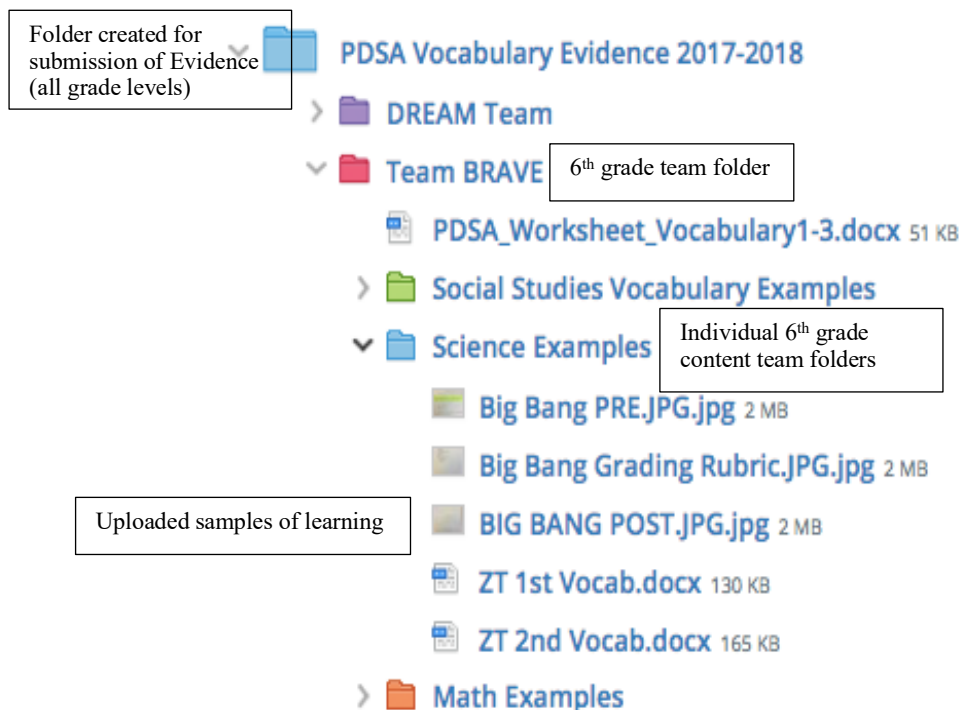 Folder created for
submission of Evidence
(all grade levels)
PDSA Vocabulary Evidence 2017-2018
DREAM Team
Team BRAVE
6th grade team folder
PDSA_Worksheet_Vocabulary1-3.docx 51 KB
Social Studies Vocabulary Examples
Science Examples
Individual 6th grade
content team folders
Big Bang PRE.JPG.jpg 2 MB
Big Bang Grading Rubric.JPG.jpg 2 MB
Uploaded samples of learning
BIG BANG POST.JPG.jpg 2 MB
ZT 1st Vocab.docx 130 KB
ZT 2nd Vocab.docx 165 KB
Math Examples